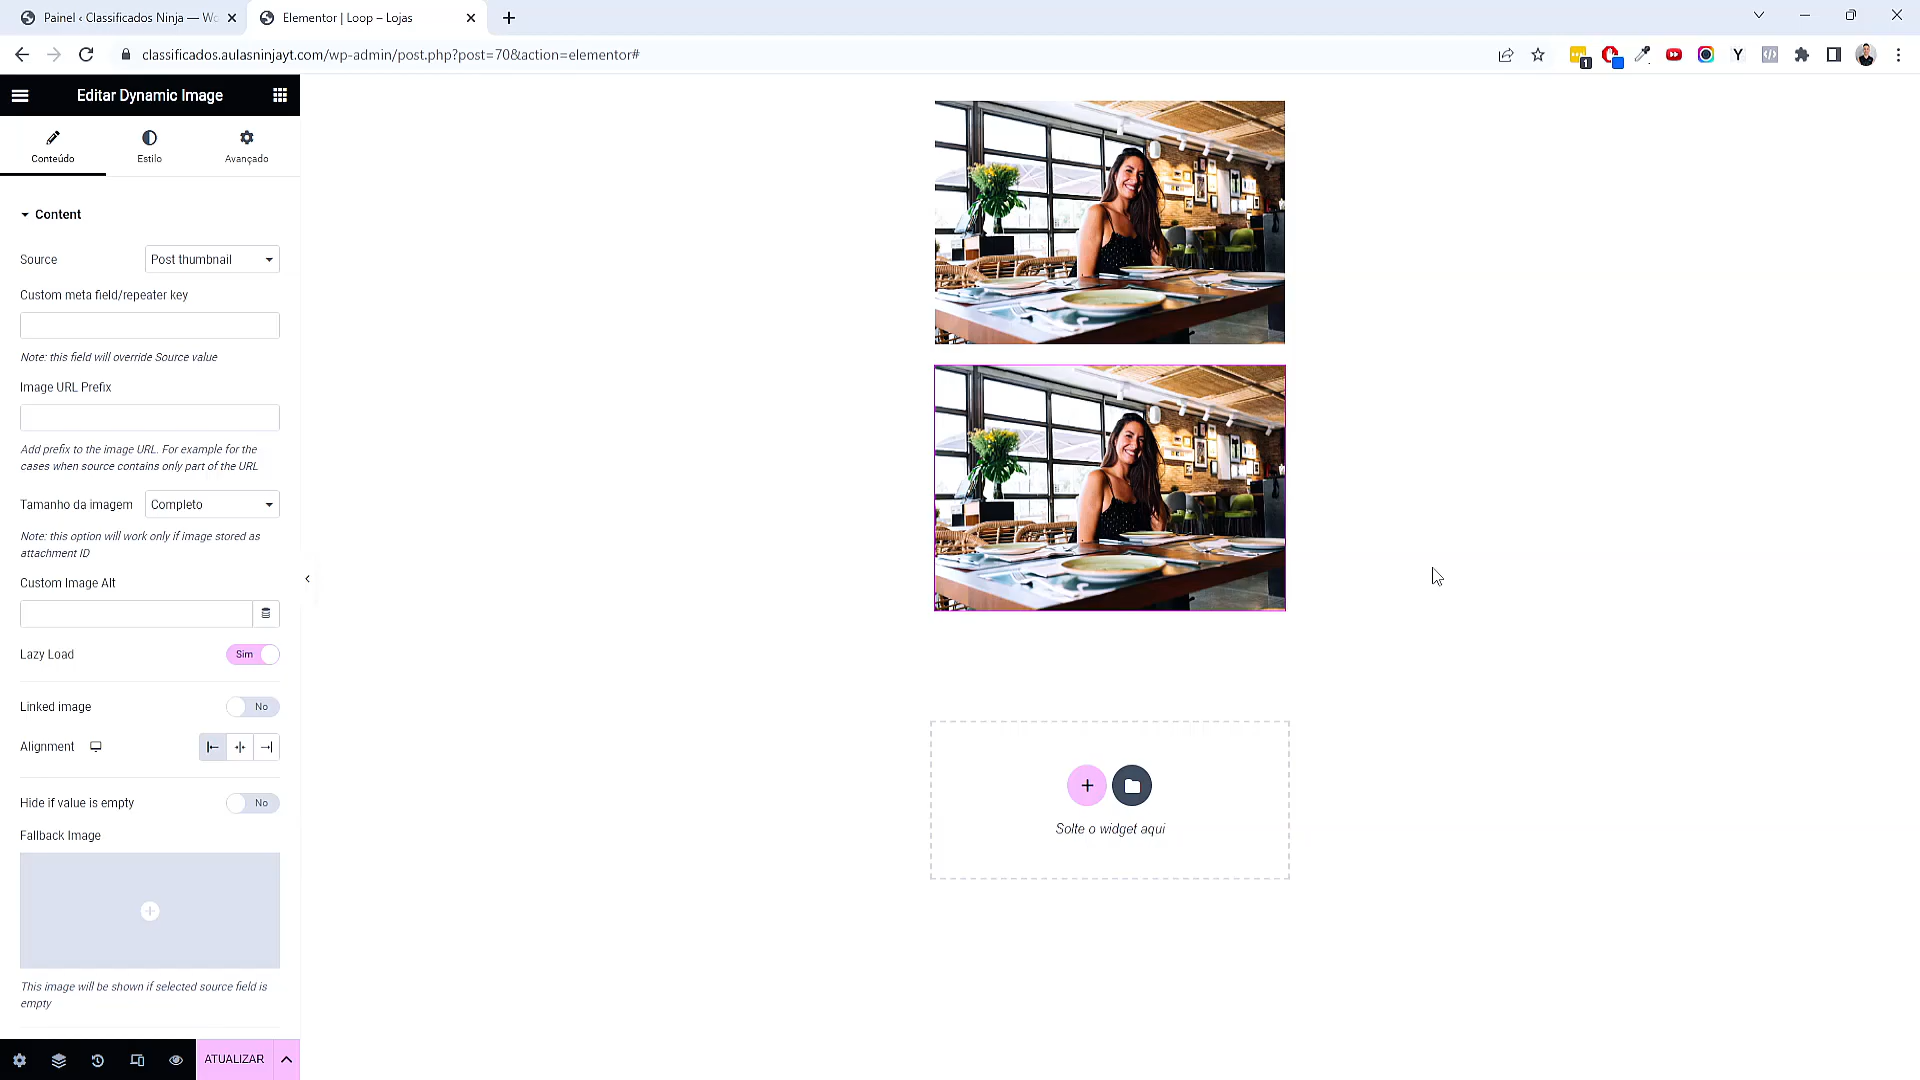 Painel ‹ Classificados Ninja — Wo
Elementor | Loop – Lojas
classificados.aulasninjayt.com/wp-admin/post.php?post=70&action=elementor#
1
Y
Editar Dynamic Image
Conteúdo
Estilo
Avançado
Content
Source
Post thumbnail
Custom meta field/repeater key
Note: this field will override Source value
Image URL Prefix
Add prefix to the image URL. For example for the
cases when source contains only part of the URL
Tamanho da imagem
Completo
Note: this option will work only if image stored as
attachment ID
Custom Image Alt
Lazy Load
Sim
Linked image
No
Alignment
Hide if value is empty
No
Fallback Image
This image will be shown if selected source field is
empty
ATUALIZAR
Solte o widget aqui